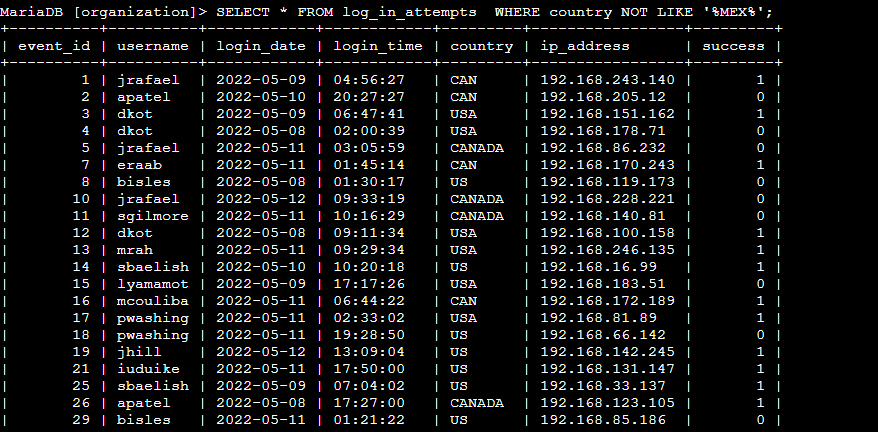 MariaDB [organization]> SELECT * FROM log_in_attempts  WHERE country NOT LIKE '%MEX%';
+----------+----------+------------+------------+---------+-----------------+---------+
| event_id | username | login_date | login_time | country | ip_address      | success |
+----------+----------+------------+------------+---------+-----------------+---------+
|        1 | jrafael  | 2022-05-09 | 04:56:27   | CAN     | 192.168.243.140 |       1 |
|        2 | apatel   | 2022-05-10 | 20:27:27   | CAN     | 192.168.205.12  |       0 |
|        3 | dkot     | 2022-05-09 | 06:47:41   | USA     | 192.168.151.162 |       1 |
|        4 | dkot     | 2022-05-08 | 02:00:39   | USA     | 192.168.178.71  |       0 |
|        5 | jrafael  | 2022-05-11 | 03:05:59   | CANADA  | 192.168.86.232  |       0 |
|        7 | eraab    | 2022-05-11 | 01:45:14   | CAN     | 192.168.170.243 |       1 |
|        8 | bisles   | 2022-05-08 | 01:30:17   | US      | 192.168.119.173 |       0 |
|       10 | jrafael  | 2022-05-12 | 09:33:19   | CANADA  | 192.168.228.221 |       0 |
|       11 | sgilmore | 2022-05-11 | 10:16:29   | CANADA  | 192.168.140.81  |       0 |
|       12 | dkot     | 2022-05-08 | 09:11:34   | USA     | 192.168.100.158 |       1 |
|       13 | mrah     | 2022-05-11 | 09:29:34   | USA     | 192.168.246.135 |       1 |
|       14 | sbaelish | 2022-05-10 | 10:20:18   | US      | 192.168.16.99   |       1 |
|       15 | lyamamot | 2022-05-09 | 17:17:26   | USA     | 192.168.183.51  |       0 |
|       16 | mcouliba | 2022-05-11 | 06:44:22   | CAN     | 192.168.172.189 |       1 |
|       17 | pwashing | 2022-05-11 | 02:33:02   | USA     | 192.168.81.89   |       1 |
|       18 | pwashing | 2022-05-11 | 19:28:50   | US      | 192.168.66.142  |       0 |
|       19 | jhill    | 2022-05-12 | 13:09:04   | US      | 192.168.142.245 |       1 |
|       21 | iuduike  | 2022-05-11 | 17:50:00   | US      | 192.168.131.147 |       1 |
|       25 | sbaelish | 2022-05-09 | 07:04:02   | US      | 192.168.33.137  |       1 |
|       26 | apatel   | 2022-05-08 | 17:27:00   | CANADA  | 192.168.123.105 |       1 |
|       29 | bisles   | 2022-05-11 | 01:21:22   | US      | 192.168.85.186  |       0 |